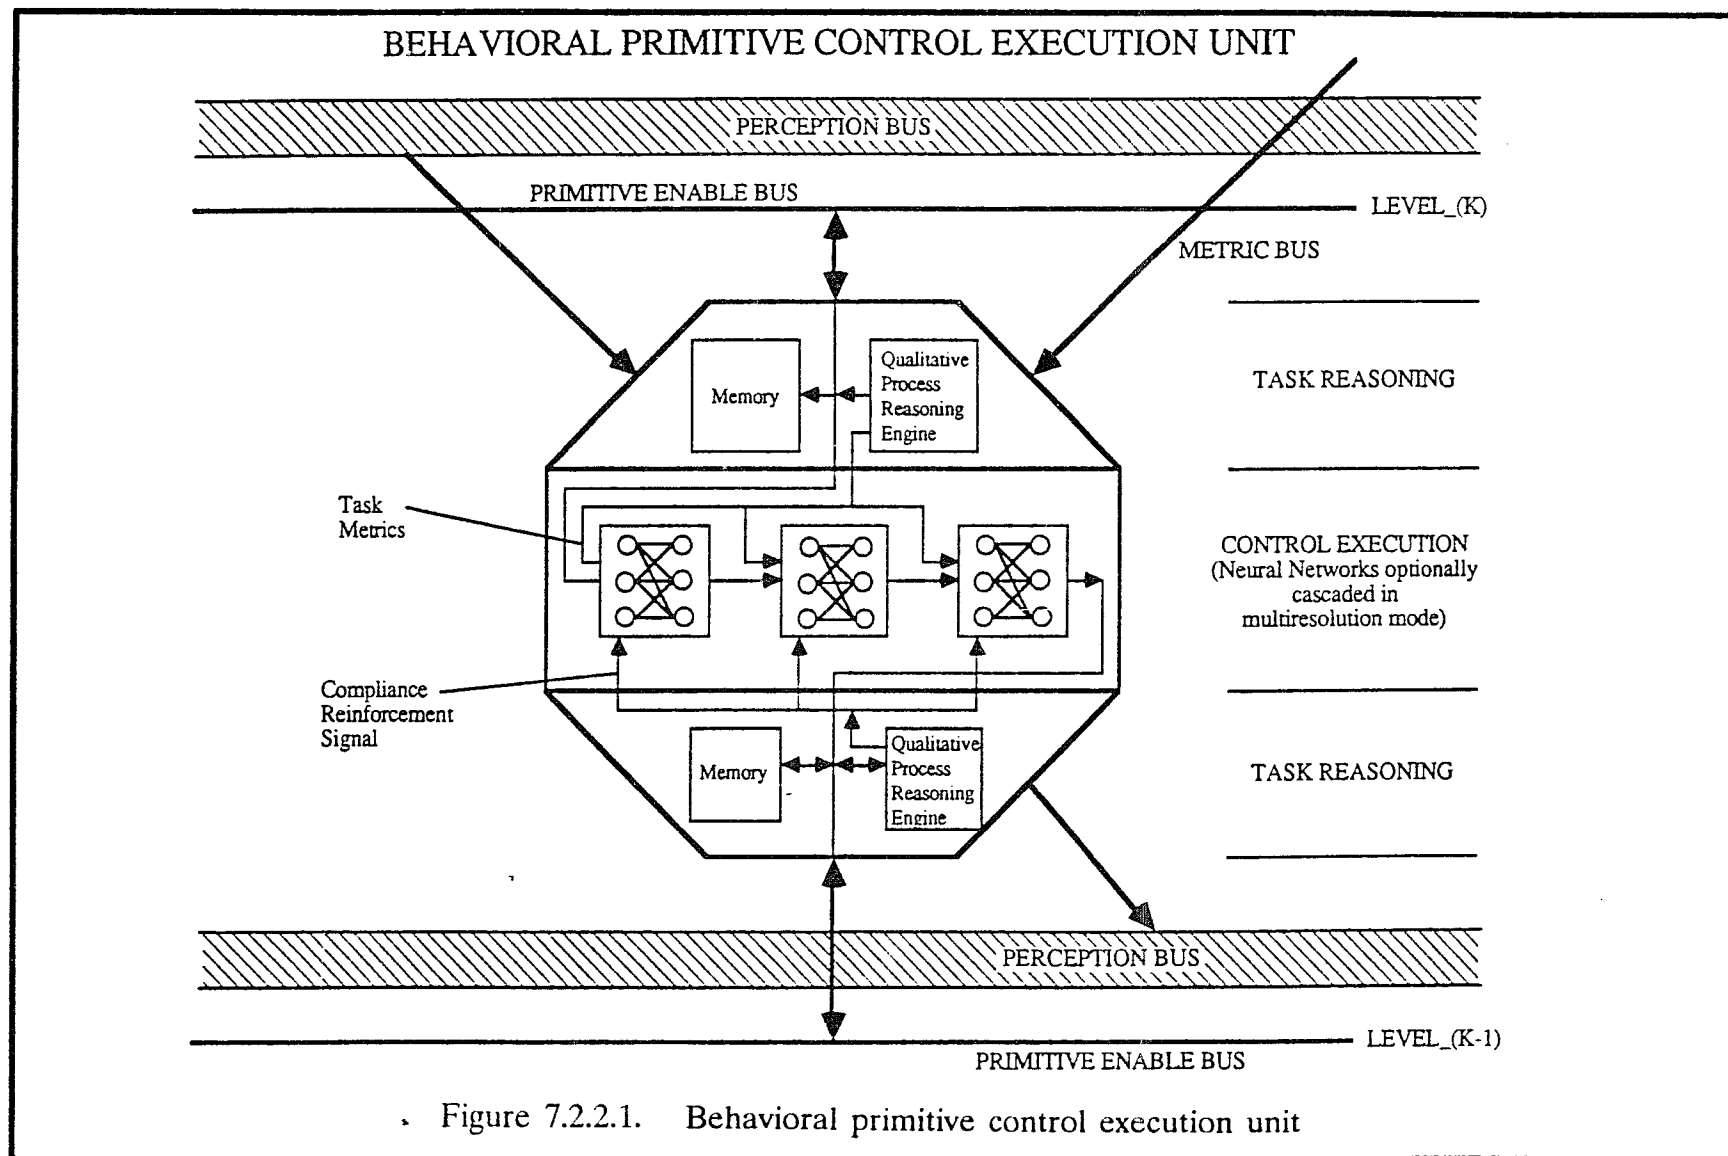 BEHAVIORAL PRIMITIVE CONTROL EXECUTION UNIT
PERCEPTION BUS
PRIMITIVE ENABLE BUS
LEVEL_(K)
METRIC BUS
Memory
Qualitative
Process
Reasoning
Engine
TASK REASONING
Task
Metrics
CONTROL EXECUTION
(Neural Networks optionally
cascaded in
multiresolution mode)
Compliance
Reinforcement
Signal
Memory
Qualitative
Process
Reasoning
Engine
TASK REASONING
PERCEPTION BUS
LEVEL_(K-1)
PRIMITIVE ENABLE BUS
Figure 7.2.2.1. Behavioral primitive control execution unit